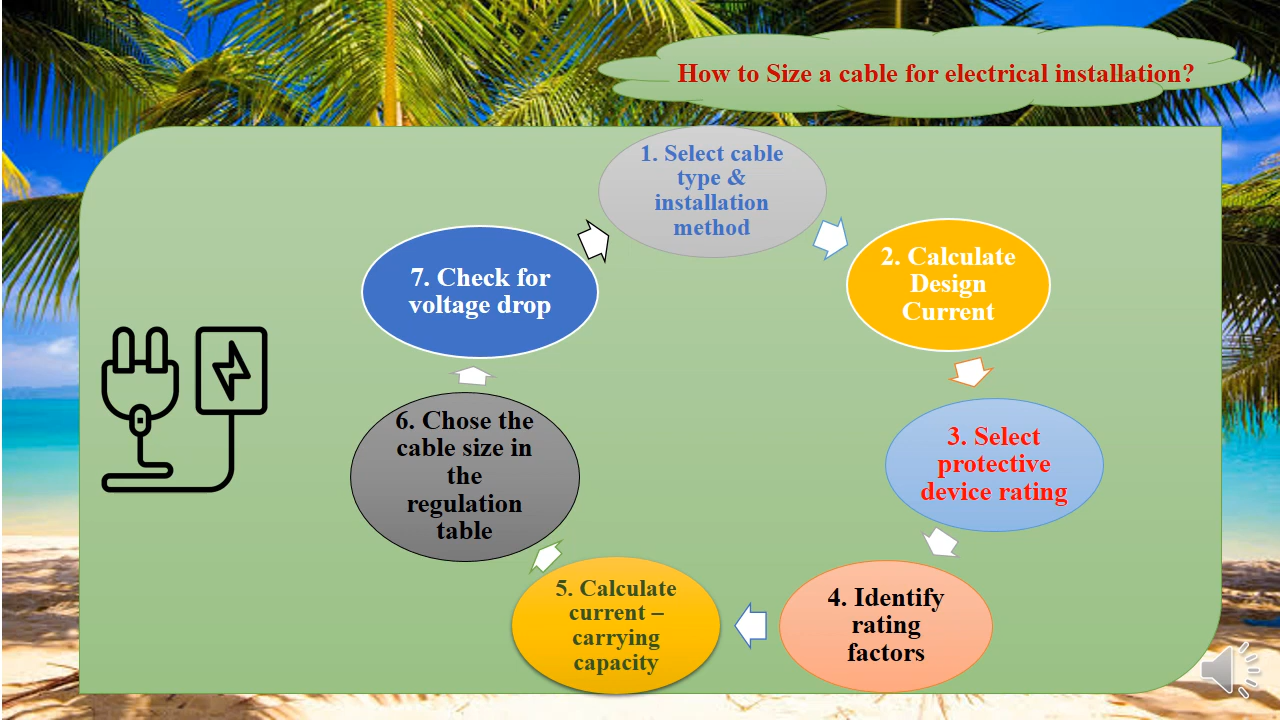 How to Size a cable for electrical installation?
1. Select cable
type &
installation
method
2. Calculate
Design
Current
3. Select
protective
device rating
4. Identify
rating
factors
5. Calculate
current –
carrying
capacity
6. Chose the
cable size in
the
regulation
table
7. Check for
voltage drop